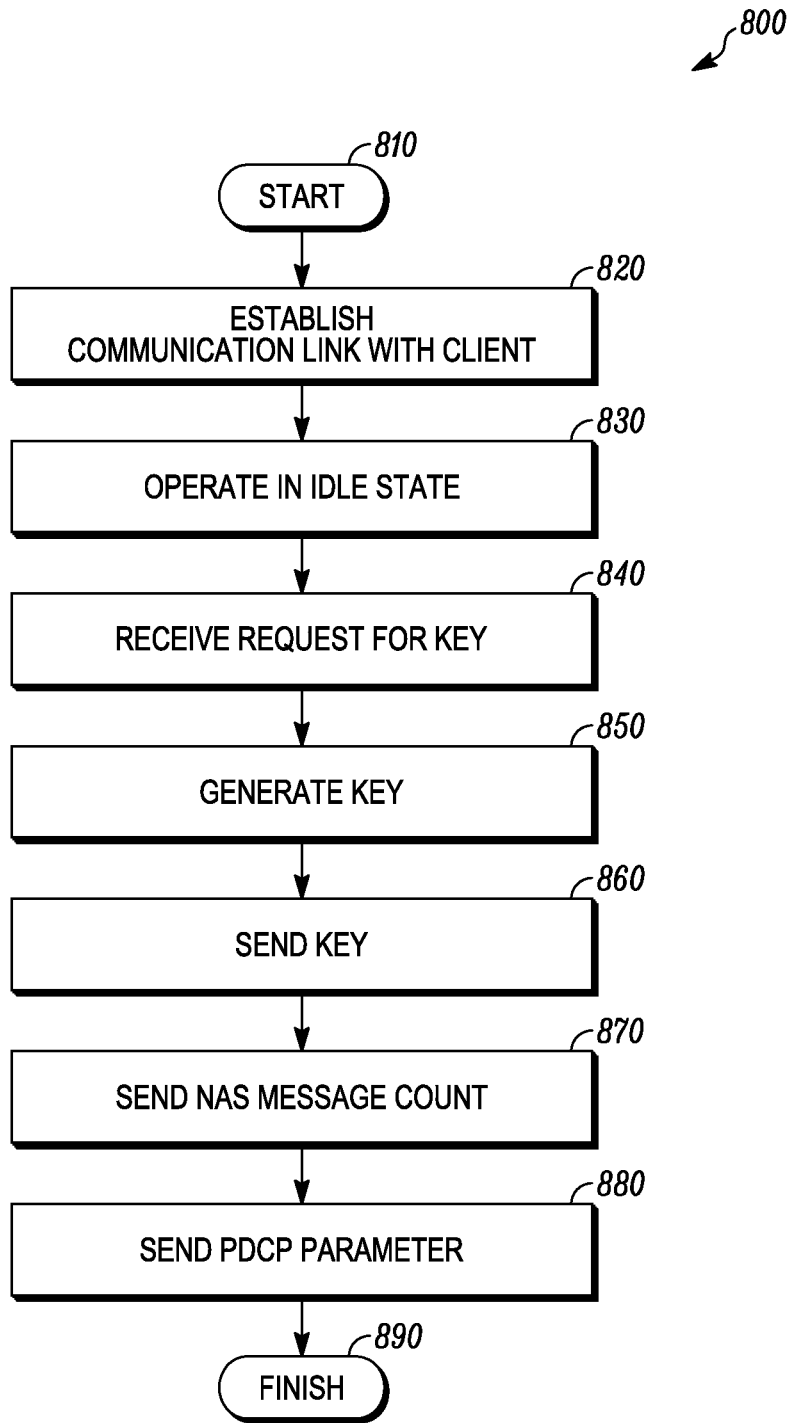 800
810
START
820
ESTABLISH
COMMUNICATION LINK WITH CLIENT
830
OPERATE IN IDLE STATE
840
RECEIVE REQUEST FOR KEY
850
GENERATE KEY
860
SEND KEY
870
SEND NAS MESSAGE COUNT
880
SEND PDCP PARAMETER
890
FINISH